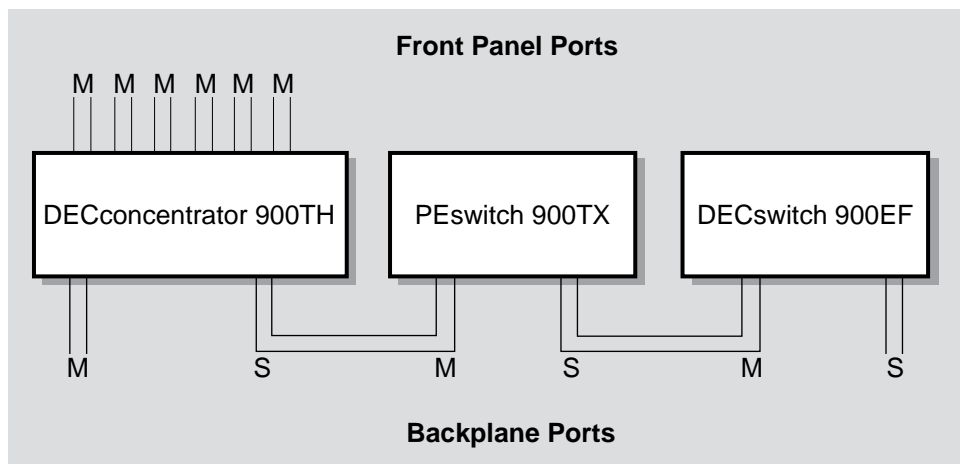 Front Panel Ports
M M M M M M
DECconcentrator 900TH PEswitch 900TX DECswitch 900EF
M S M S M S
Backplane Ports